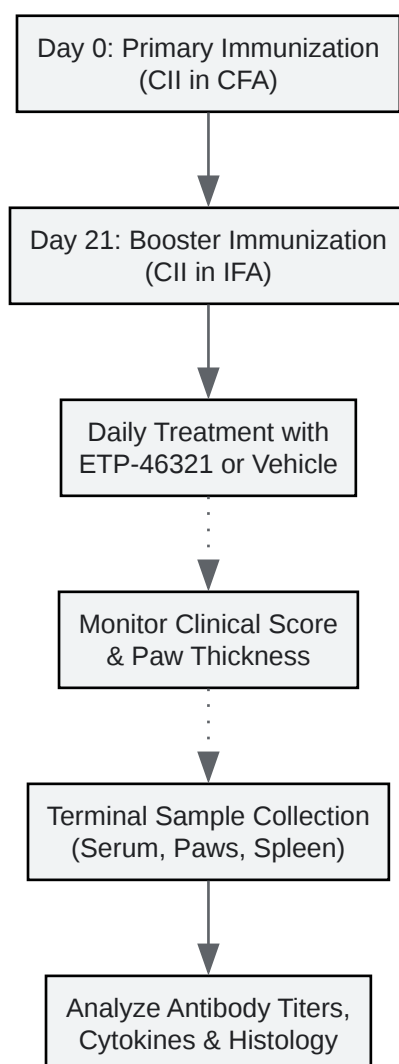 Day 0: Primary Immunization
(CII in CFA)
Day 21: Booster Immunization
(CII in IFA)
Daily Treatment with
ETP-46321 or Vehicle
Monitor Clinical Score
& Paw Thickness
Terminal Sample Collection
(Serum, Paws, Spleen)
Analyze Antibody Titers,
Cytokines & Histology